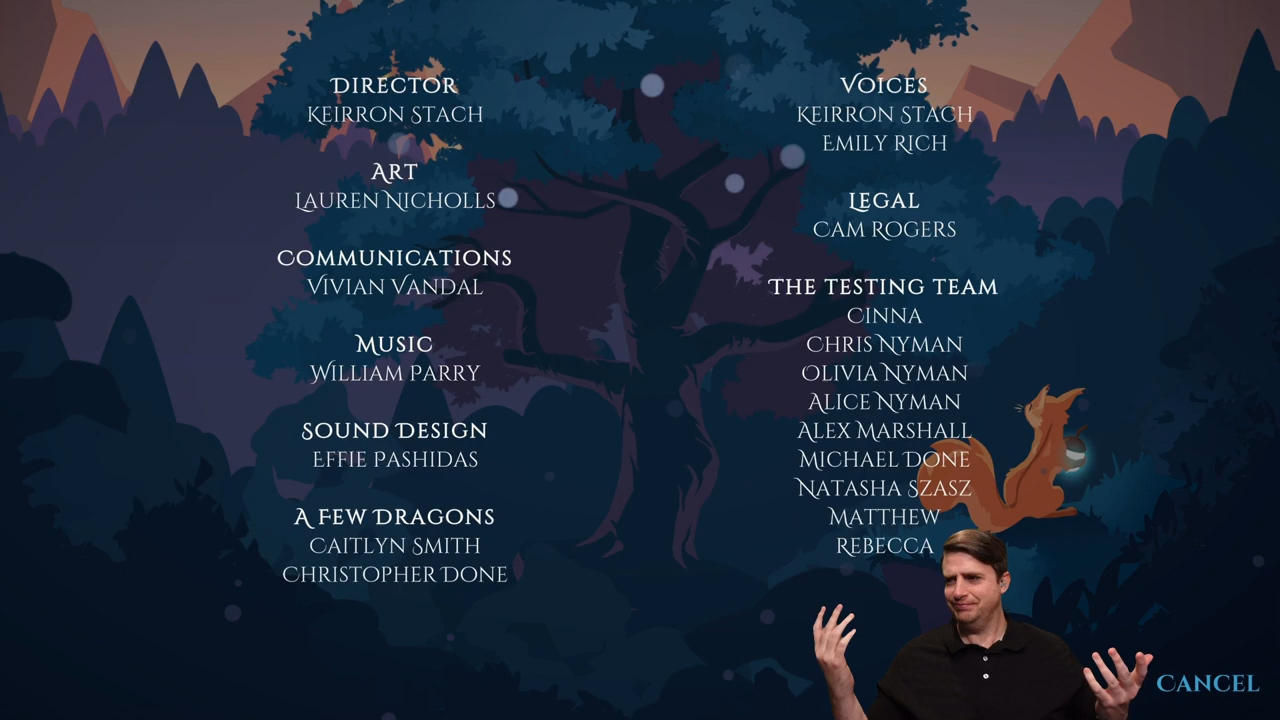 Director
Keirron Stach
Art
Lauren Nicholls
Communications
Vivian Vandal
Music
William Parry
Sound Design
Effie Pashidas
A few Dragons
Caitlyn Smith
Christopher Done
Voices
Keirron Stach
Emily Rich
Legal
Cam Rogers
The testing team
Cinna
Chris Nyman
Olivia Nyman
Alice Nyman
Alex Marshall
Michael Done
Natasha Szasz
Matthew
Rebecca
Cancel